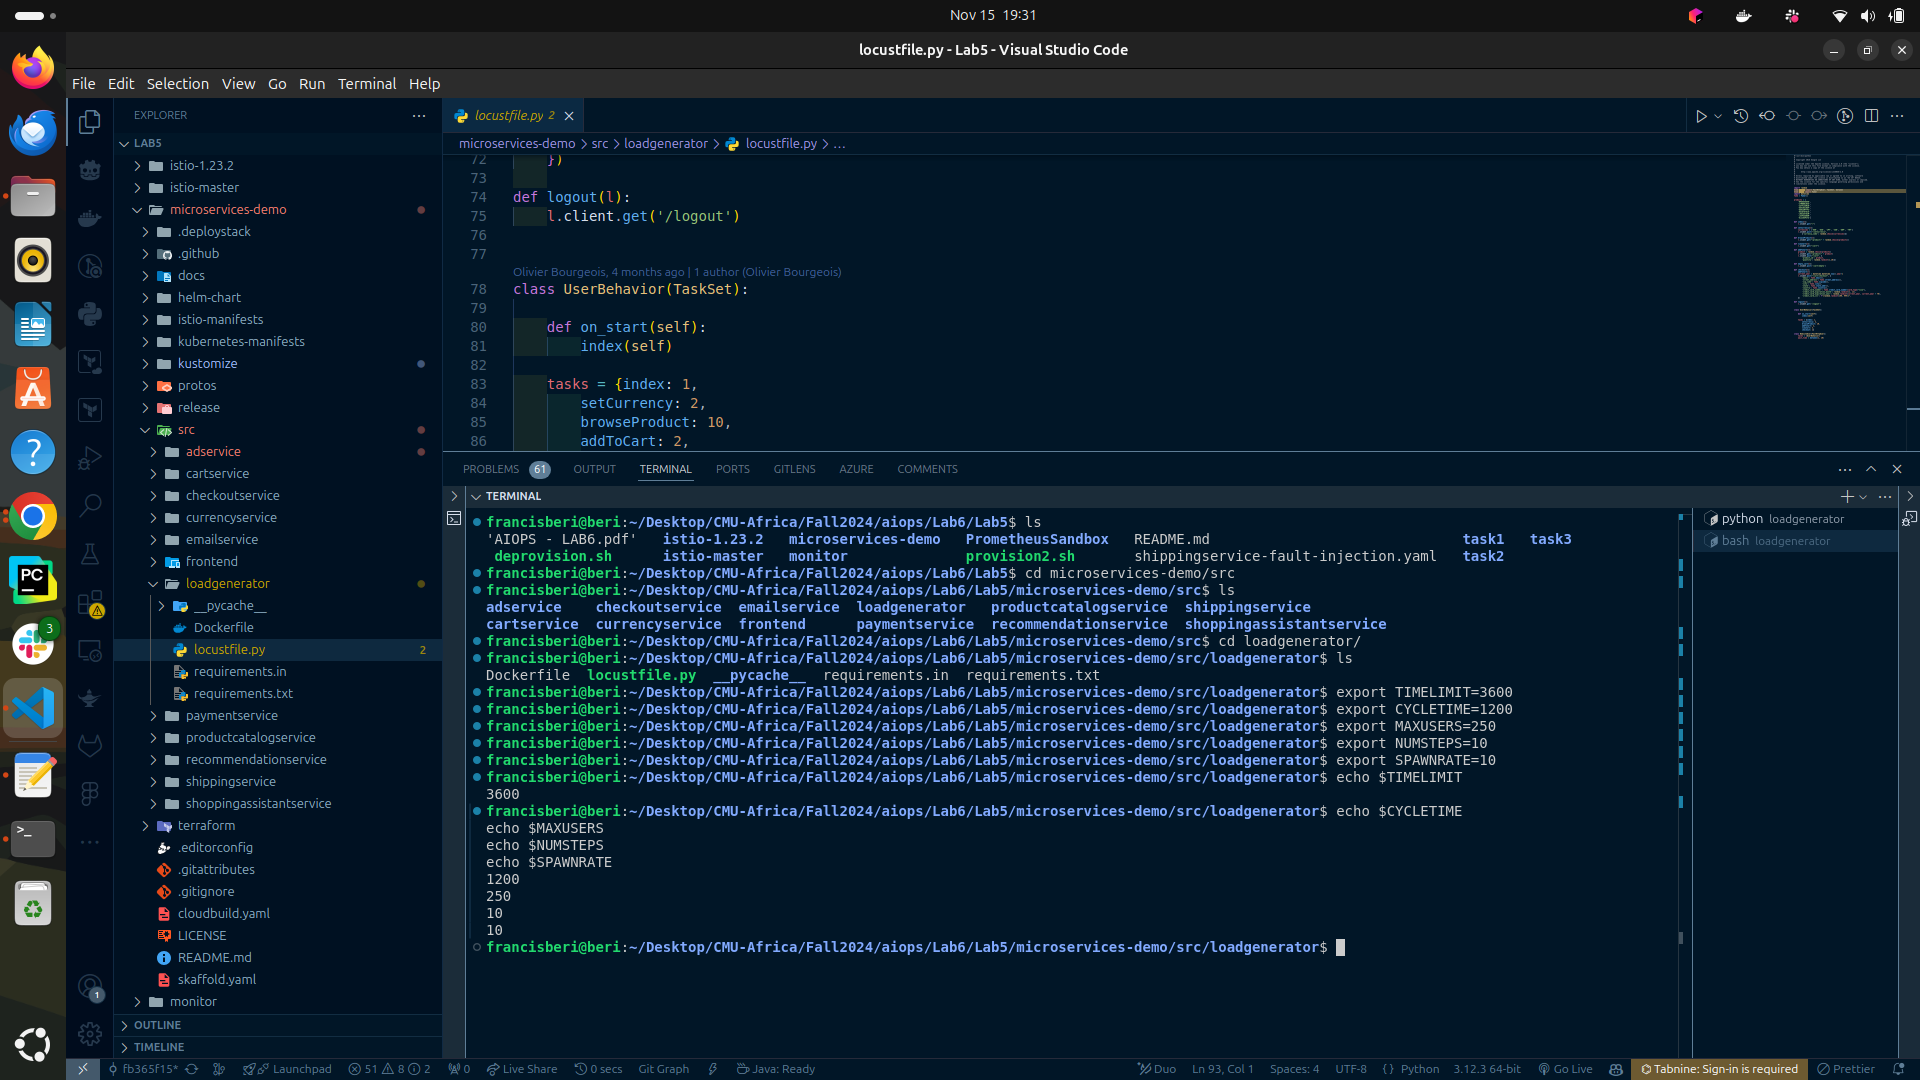 Nov 15 19:31
locustfile.py - Lab5 - Visual Studio Code
File Edit Selection View Go Run Terminal Help
EXPLORER
LAB5
istio-1.23.2
istio-master
microservices-demo
.deploystack
.github
docs
helm-chart
istio-manifests
kubernetes-manifests
kustomize
protos
release
src
adservice
cartservice
checkoutservice
currencyservice
emailservice
frontend
loadgenerator
__pycache__
Dockerfile
locustfile.py 2
requirements.in
requirements.txt
paymentservice
productcatalogservice
recommendationservice
shippingservice
shoppingassistantservice
terraform
.editorconfig
.gitattributes
.gitignore
cloudbuild.yaml
LICENSE
README.md
skaffold.yaml
monitor
OUTLINE
TIMELINE
3
PC
1
locustfile.py 2
microservices-demo > src > loadgenerator > locustfile.py > ...
72 })
73
74 def logout(l):
75 l.client.get('/logout')
76
77
Olivier Bourgeois, 4 months ago | 1 author (Olivier Bourgeois)
78 class UserBehavior(TaskSet):
79
80 def on_start(self):
81 index(self)
82
83 tasks = {index: 1,
84 setCurrency: 2,
85 browseProduct: 10,
86 addToCart: 2,
PROBLEMS 61 OUTPUT TERMINAL PORTS GITLENS AZURE COMMENTS
TERMINAL
francisberi@beri:~/Desktop/CMU-Africa/Fall2024/aiops/Lab6/Lab5$ ls
'AIOPS - LAB6.pdf' istio-1.23.2 microservices-demo PrometheusSandbox README.md task1 task3
deprovision.sh istio-master monitor provision2.sh shippingservice-fault-injection.yaml task2
francisberi@beri:~/Desktop/CMU-Africa/Fall2024/aiops/Lab6/Lab5$ cd microservices-demo/src
francisberi@beri:~/Desktop/CMU-Africa/Fall2024/aiops/Lab6/Lab5/microservices-demo/src$ ls
adservice checkoutservice emailservice loadgenerator productcatalogservice shippingservice
cartservice currencyservice frontend paymentservice recommendationservice shoppingassistantservice
francisberi@beri:~/Desktop/CMU-Africa/Fall2024/aiops/Lab6/Lab5/microservices-demo/src$ cd loadgenerator/
francisberi@beri:~/Desktop/CMU-Africa/Fall2024/aiops/Lab6/Lab5/microservices-demo/src/loadgenerator$ ls
Dockerfile locustfile.py __pycache__ requirements.in requirements.txt
francisberi@beri:~/Desktop/CMU-Africa/Fall2024/aiops/Lab6/Lab5/microservices-demo/src/loadgenerator$ export TIMELIMIT=3600
francisberi@beri:~/Desktop/CMU-Africa/Fall2024/aiops/Lab6/Lab5/microservices-demo/src/loadgenerator$ export CYCLETIME=1200
francisberi@beri:~/Desktop/CMU-Africa/Fall2024/aiops/Lab6/Lab5/microservices-demo/src/loadgenerator$ export MAXUSERS=250
francisberi@beri:~/Desktop/CMU-Africa/Fall2024/aiops/Lab6/Lab5/microservices-demo/src/loadgenerator$ export NUMSTEPS=10
francisberi@beri:~/Desktop/CMU-Africa/Fall2024/aiops/Lab6/Lab5/microservices-demo/src/loadgenerator$ export SPAWNRATE=10
francisberi@beri:~/Desktop/CMU-Africa/Fall2024/aiops/Lab6/Lab5/microservices-demo/src/loadgenerator$ echo $TIMELIMIT
3600
francisberi@beri:~/Desktop/CMU-Africa/Fall2024/aiops/Lab6/Lab5/microservices-demo/src/loadgenerator$ echo $CYCLETIME
echo $MAXUSERS
echo $NUMSTEPS
echo $SPAWNRATE
1200
250
10
10
francisberi@beri:~/Desktop/CMU-Africa/Fall2024/aiops/Lab6/Lab5/microservices-demo/src/loadgenerator$
python loadgenerator
bash loadgenerator
fb365f15* Launchpad 51 8 2 0 Live Share 0 secs Git Graph Java: Ready Duo Ln 93, Col 1 Spaces: 4 UTF-8 {} Python 3.12.3 64-bit Go Live Tabnine: Sign-in is required Prettier